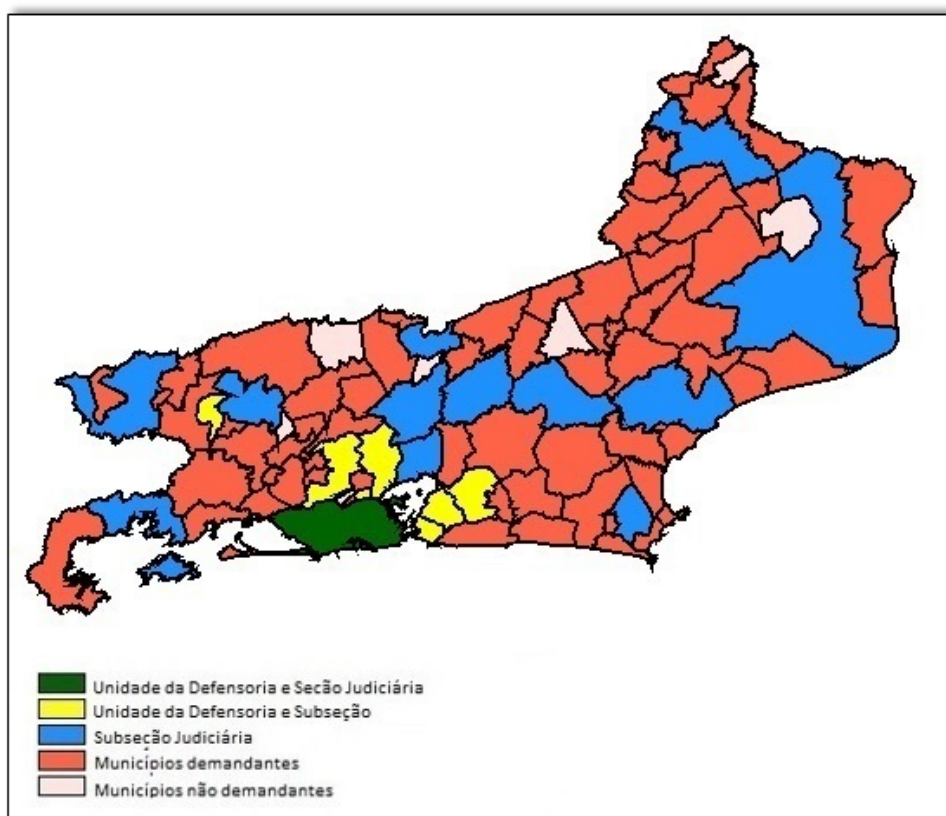 Unidade da Defensoria e Secão Judiciária
Unidade da Defensoria e Subseção
Subseção Judiciária
Municípios demandantes
Municípios não demandantes